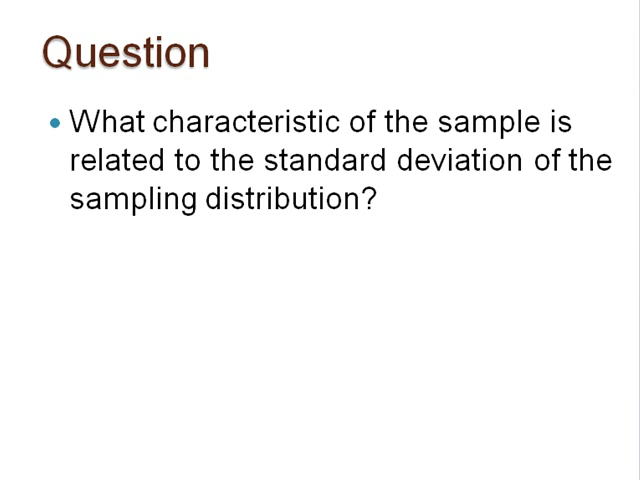 Question
What characteristic of the sample is
related to the standard deviation of the
sampling distribution?